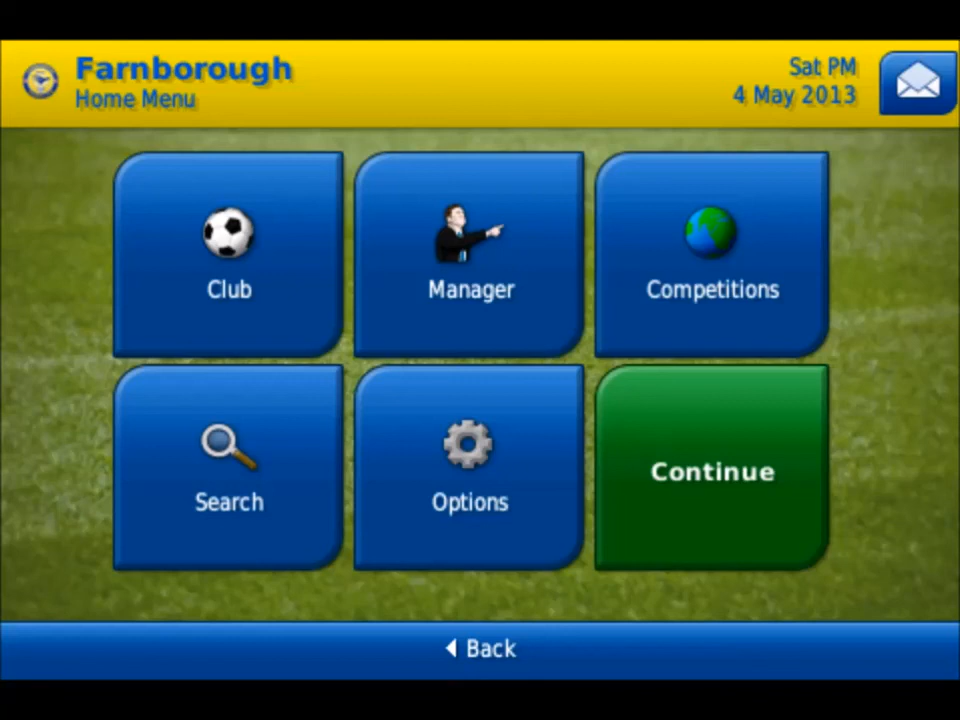 Farnborough
Home Menu
Sat PM
4 May 2013
Club
Manager
Competitions
Search
Options
Continue
Back